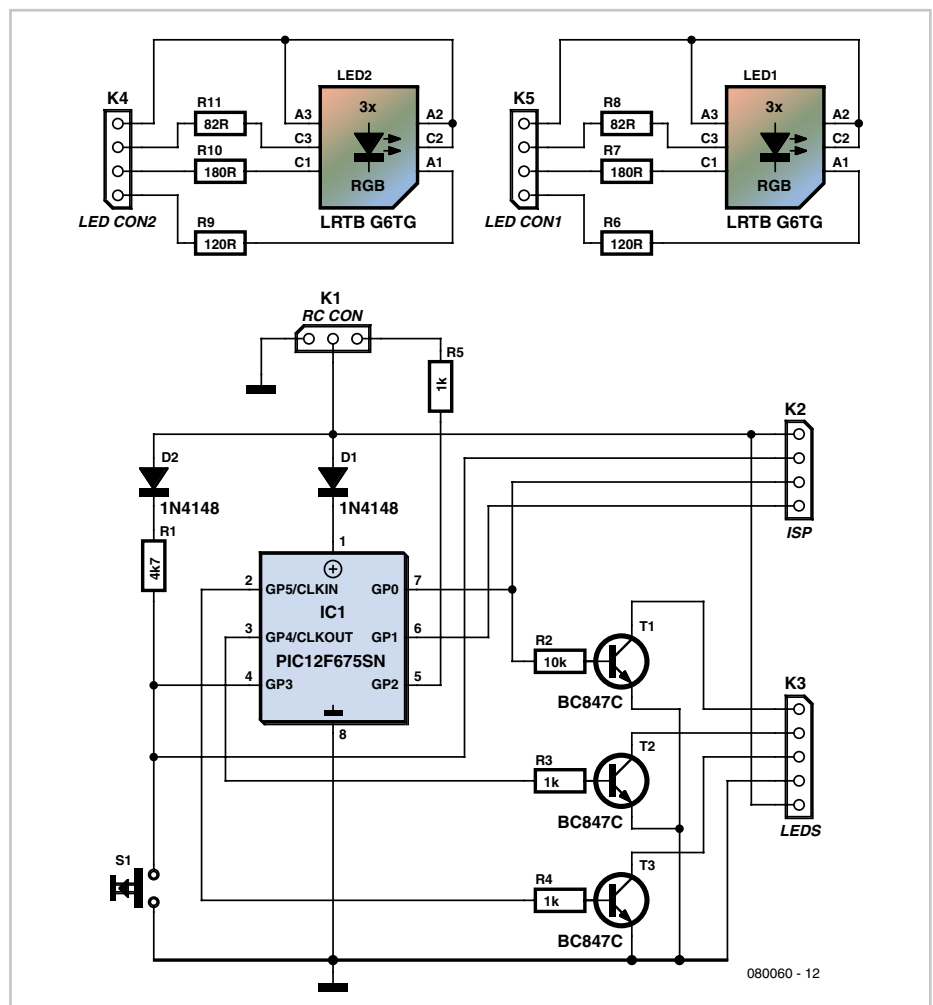 LED2
LED1
K4
R11
82R
A3
3x
A2
K5
R8
82R
A3
3x
A2
C3
C2
C3
C2
R10
180R
C1
A1
R7
180R
C1
A1
RGB
RGB
LED CON2
R9
120R
LRTB G6TG
LED CON1
R6
120R
LRTB G6TG
K1
RC CON
R5
1k
K2
D2
1N4148
D1
1N4148
ISP
R1
4k7
1
2
GP5/CLKIN
GP0
7
IC1
3
GP4/CLKOUT
GP1
6
PIC12F675SN
4
GP3
GP2
5
8
R2
10k
T1
BC847C
K3
R3
1k
T2
BC847C
LEDS
S1
R4
1k
T3
BC847C
080060 - 12